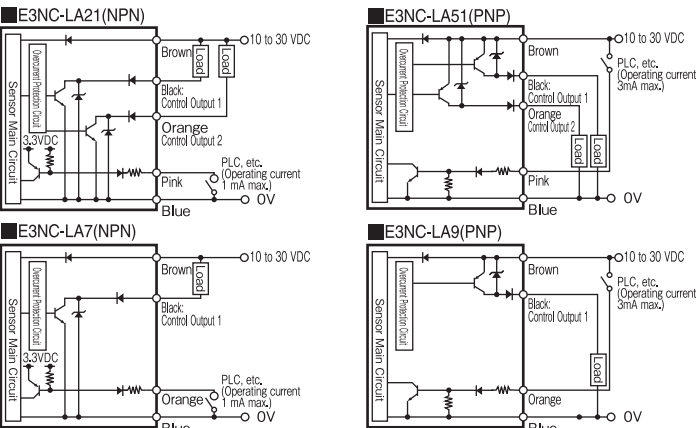 E3NC-LA21(NPN)
Sensor Main Circuit
Overcurrent Protection Circuit
3.3VDC
Brown
Load
Load
10 to 30 VDC
Black:
Control Output 1
Orange
Control Output 2
Pink
PLC, etc.
(Operating current
1 mA max.)
Blue
0V
E3NC-LA51(PNP)
Sensor Main Circuit
Overcurrent Protection Circuit
Brown
10 to 30 VDC
PLC, etc.
(Operating current
3mA max.)
Black:
Control Output 1
Orange
Control Output 2
Load
Load
Pink
Blue
0V
E3NC-LA7(NPN)
Sensor Main Circuit
Overcurrent Protection Circuit
3.3VDC
Brown
Load
10 to 30 VDC
Black:
Control Output 1
Orange
PLC, etc.
(Operating current
1 mA max.)
Blue
0V
E3NC-LA9(PNP)
Sensor Main Circuit
Overcurrent Protection Circuit
Brown
10 to 30 VDC
PLC, etc.
(Operating current
3mA max.)
Black:
Control Output 1
Load
Orange
Blue
0V